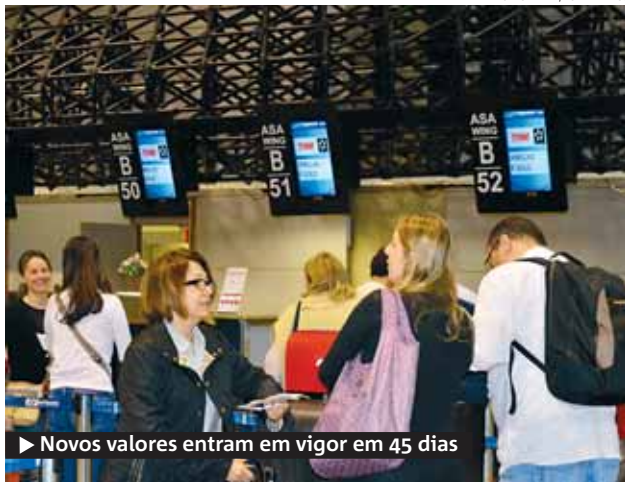 ASA
WING
B
50
ASA
WING
B
51
ASA
WING
B
52
▶ Novos valores entram em vigor em 45 dias